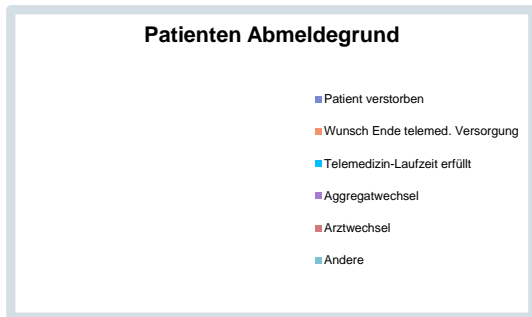 Patienten Abmeldegrund
Patient verstorben
Wunsch Ende telemed. Versorgung
Telemedizin-Laufzeit erfüllt
Aggregatwechsel
Arztwechsel
Andere